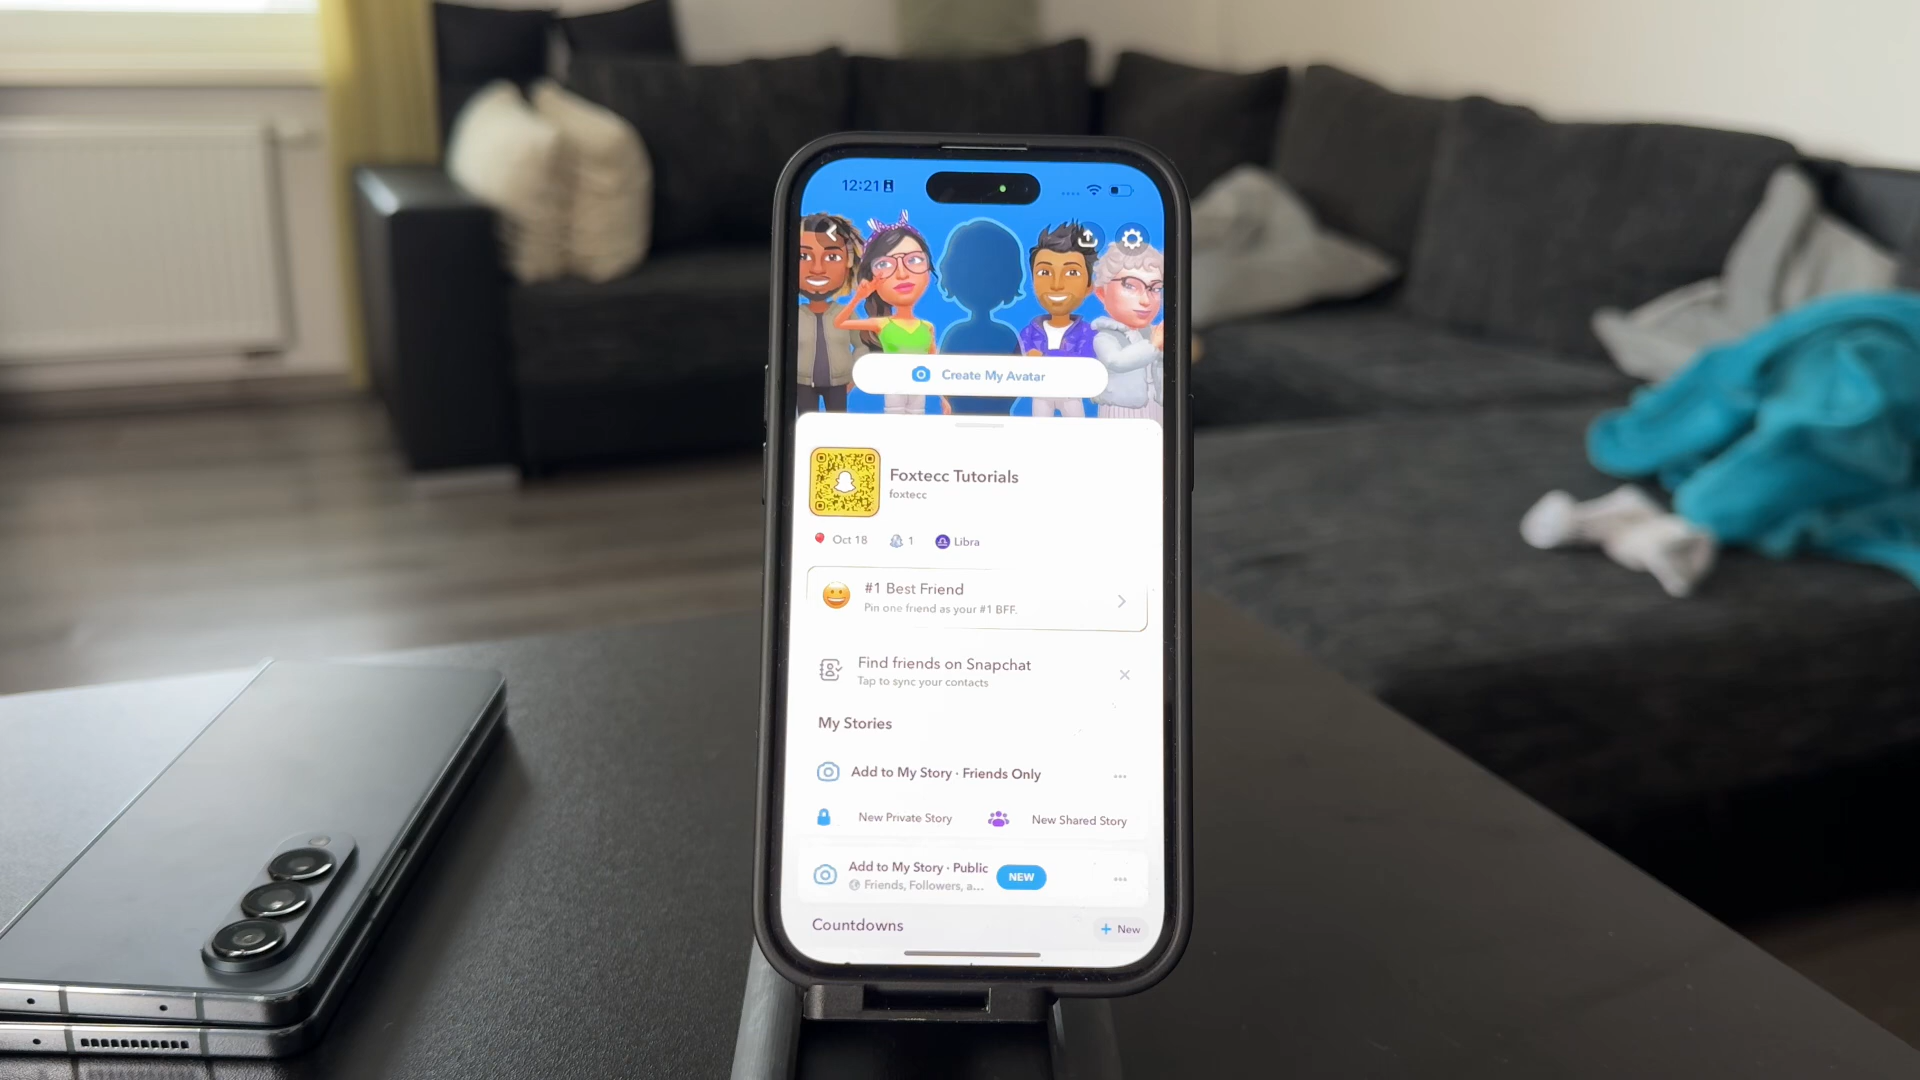 12:21
Create My Avatar
Foxtecc Tutorials
foxtecc
Oct 18 1 Libra
#1 Best Friend
Pin one friend as your #1 BFF.
Find friends on Snapchat
Tap to sync your contacts
My Stories
Add to My Story · Friends Only
New Private Story New Shared Story
Add to My Story · Public NEW
Friends, Followers, a...
Countdowns + New